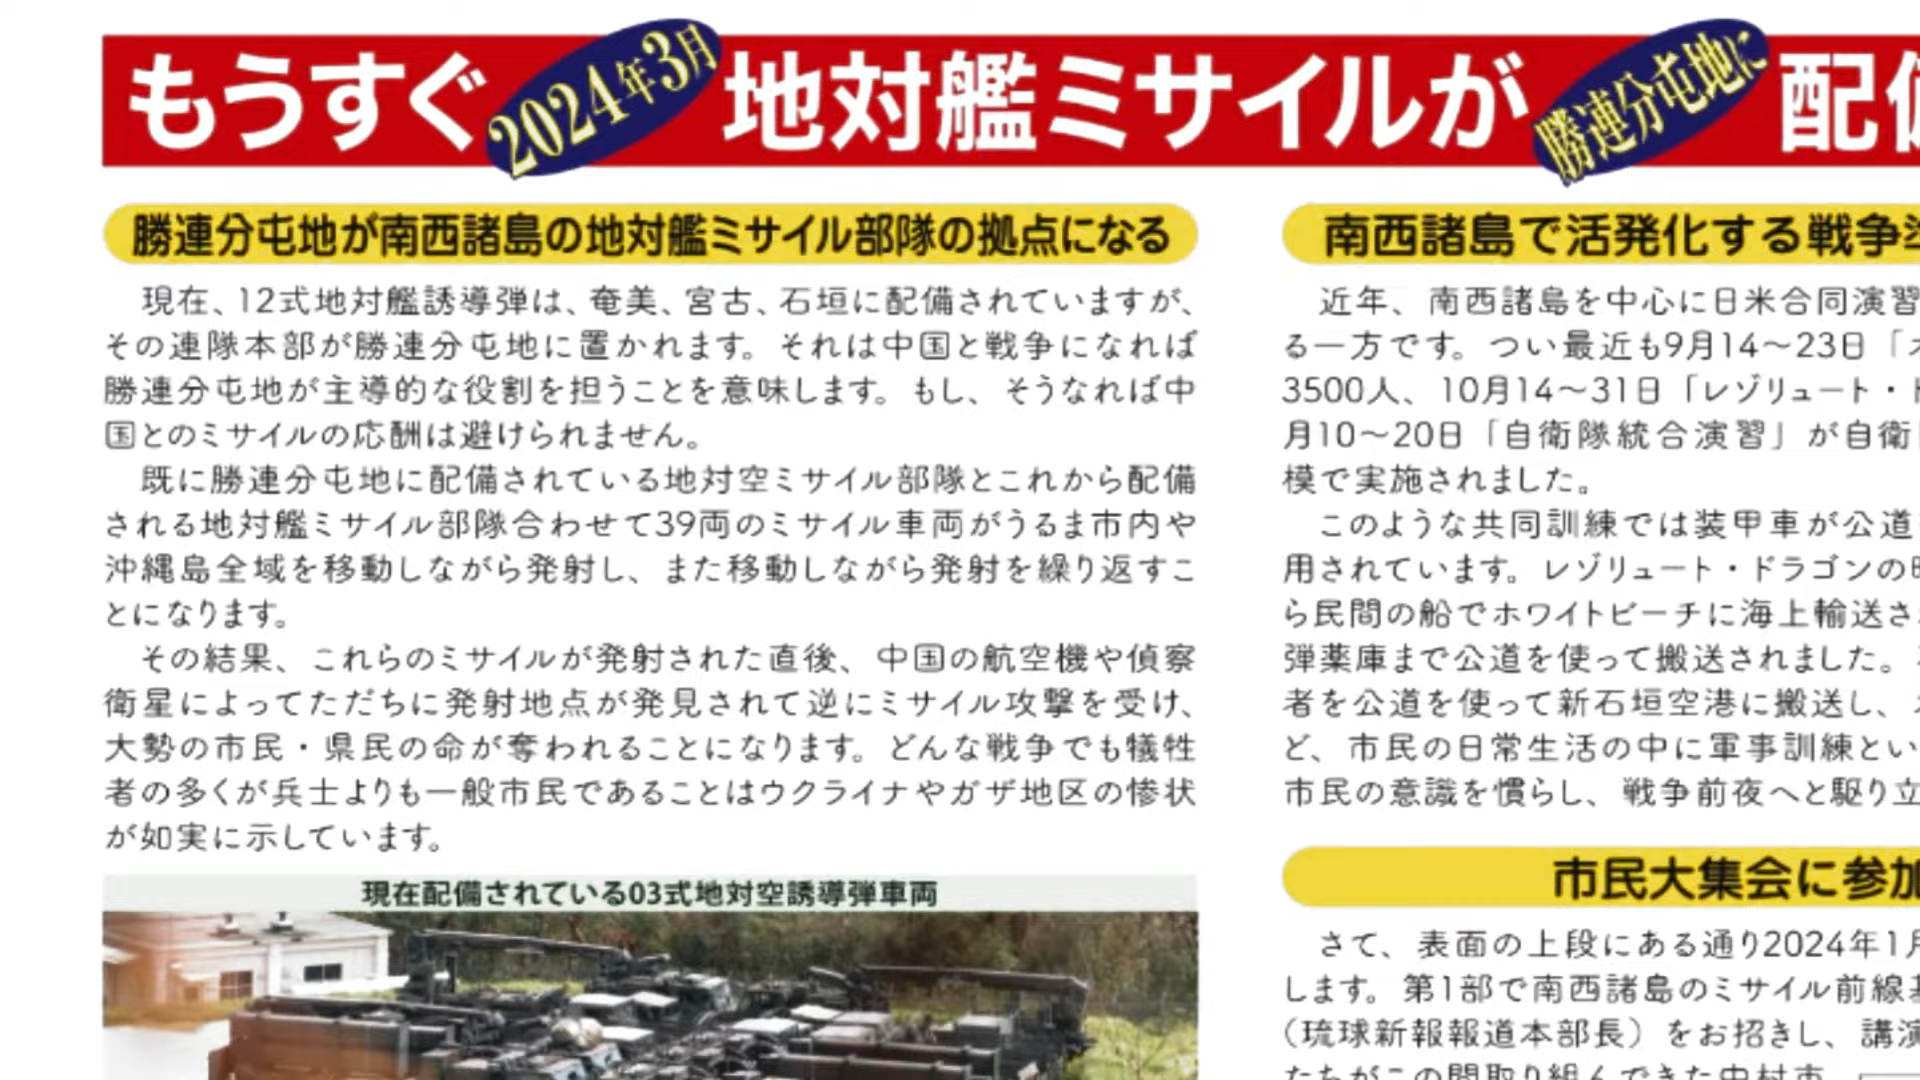 もうすぐ 2024年3月 地対艦ミサイルが 勝連分屯地に 配備
勝連分屯地が南西諸島の地対艦ミサイル部隊の拠点になる
現在、12式地対艦誘導弾は、奄美、宮古、石垣に配備されていますが、
その連隊本部が勝連分屯地に置かれます。それは中国と戦争になれば
勝連分屯地が主導的な役割を担うことを意味します。もし、そうなれば中
国とのミサイルの応酬は避けられません。
既に勝連分屯地に配備されている地対空ミサイル部隊とこれから配備
される地対艦ミサイル部隊合わせて39両のミサイル車両がうるま市内や
沖縄島全域を移動しながら発射し、また移動しながら発射を繰り返すこ
とになります。
その結果、これらのミサイルが発射された直後、中国の航空機や偵察
衛星によってただちに発射地点が発見されて逆にミサイル攻撃を受け、
大勢の市民・県民の命が奪われることになります。どんな戦争でも犠牲
者の多くが兵士よりも一般市民であることはウクライナやガザ地区の惨状
が如実に示しています。
現在配備されている03式地対空誘導弾車両
南西諸島で活発化する戦争
近年、南西諸島を中心に日米合同演習
る一方です。つい最近も9月14〜23日「
3500人、10月14〜31日「レゾリュート・
月10〜20日「自衛隊統合演習」が自衛
模で実施されました。
このような共同訓練では装甲車が公道
用されています。レゾリュート・ドラゴンの
ら民間の船でホワイトビーチに海上輸送さ
弾薬庫まで公道を使って搬送されました。
者を公道を使って新石垣空港に搬送し、
ど、市民の日常生活の中に軍事訓練とい
市民の意識を慣らし、戦争前夜へと駆り立
市民大集会に参加
さて、表面の上段にある通り2024年1月
します。第1部で南西諸島のミサイル前線
（琉球新報報道本部長）をお招きし、講演
たちがこの間取り組んできた中村市